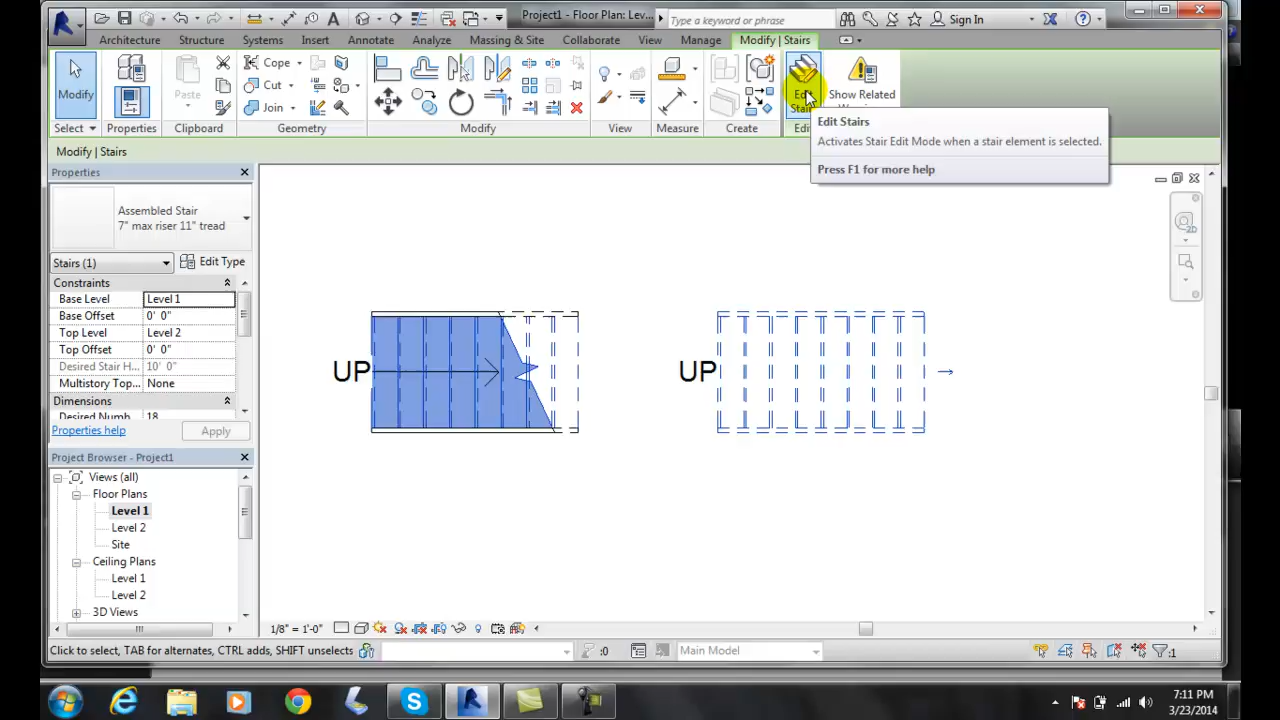 Project1 - Floor Plan: Lev...
Type a keyword or phrase
Sign In
Architecture Structure Systems Insert Annotate Analyze Massing & Site Collaborate View Manage Modify | Stairs
Modify
Paste
Cope
Cut
Join
Edit
Stairs
Show Related
Select Properties Clipboard Geometry Modify View Measure Create
Modify | Stairs
Edit Stairs
Activates Stair Edit Mode when a stair element is selected.
Press F1 for more help
Properties
Assembled Stair
7" max riser 11" tread
Stairs (1)
Edit Type
Constraints
Base Level Level 1
Base Offset 0' 0"
Top Level Level 2
Top Offset 0' 0"
Desired Stair H... 10' 0"
Multistory Top... None
Dimensions
Desired Numb... 18
Properties help
Apply
Project Browser - Project1
Views (all)
Floor Plans
Level 1
Level 2
Site
Ceiling Plans
Level 1
Level 2
3D Views
UP
UP
2D
1/8" = 1'-0"
Click to select, TAB for alternates, CTRL adds, SHIFT unselects
:0
Main Model
:1
7:11 PM
3/23/2014